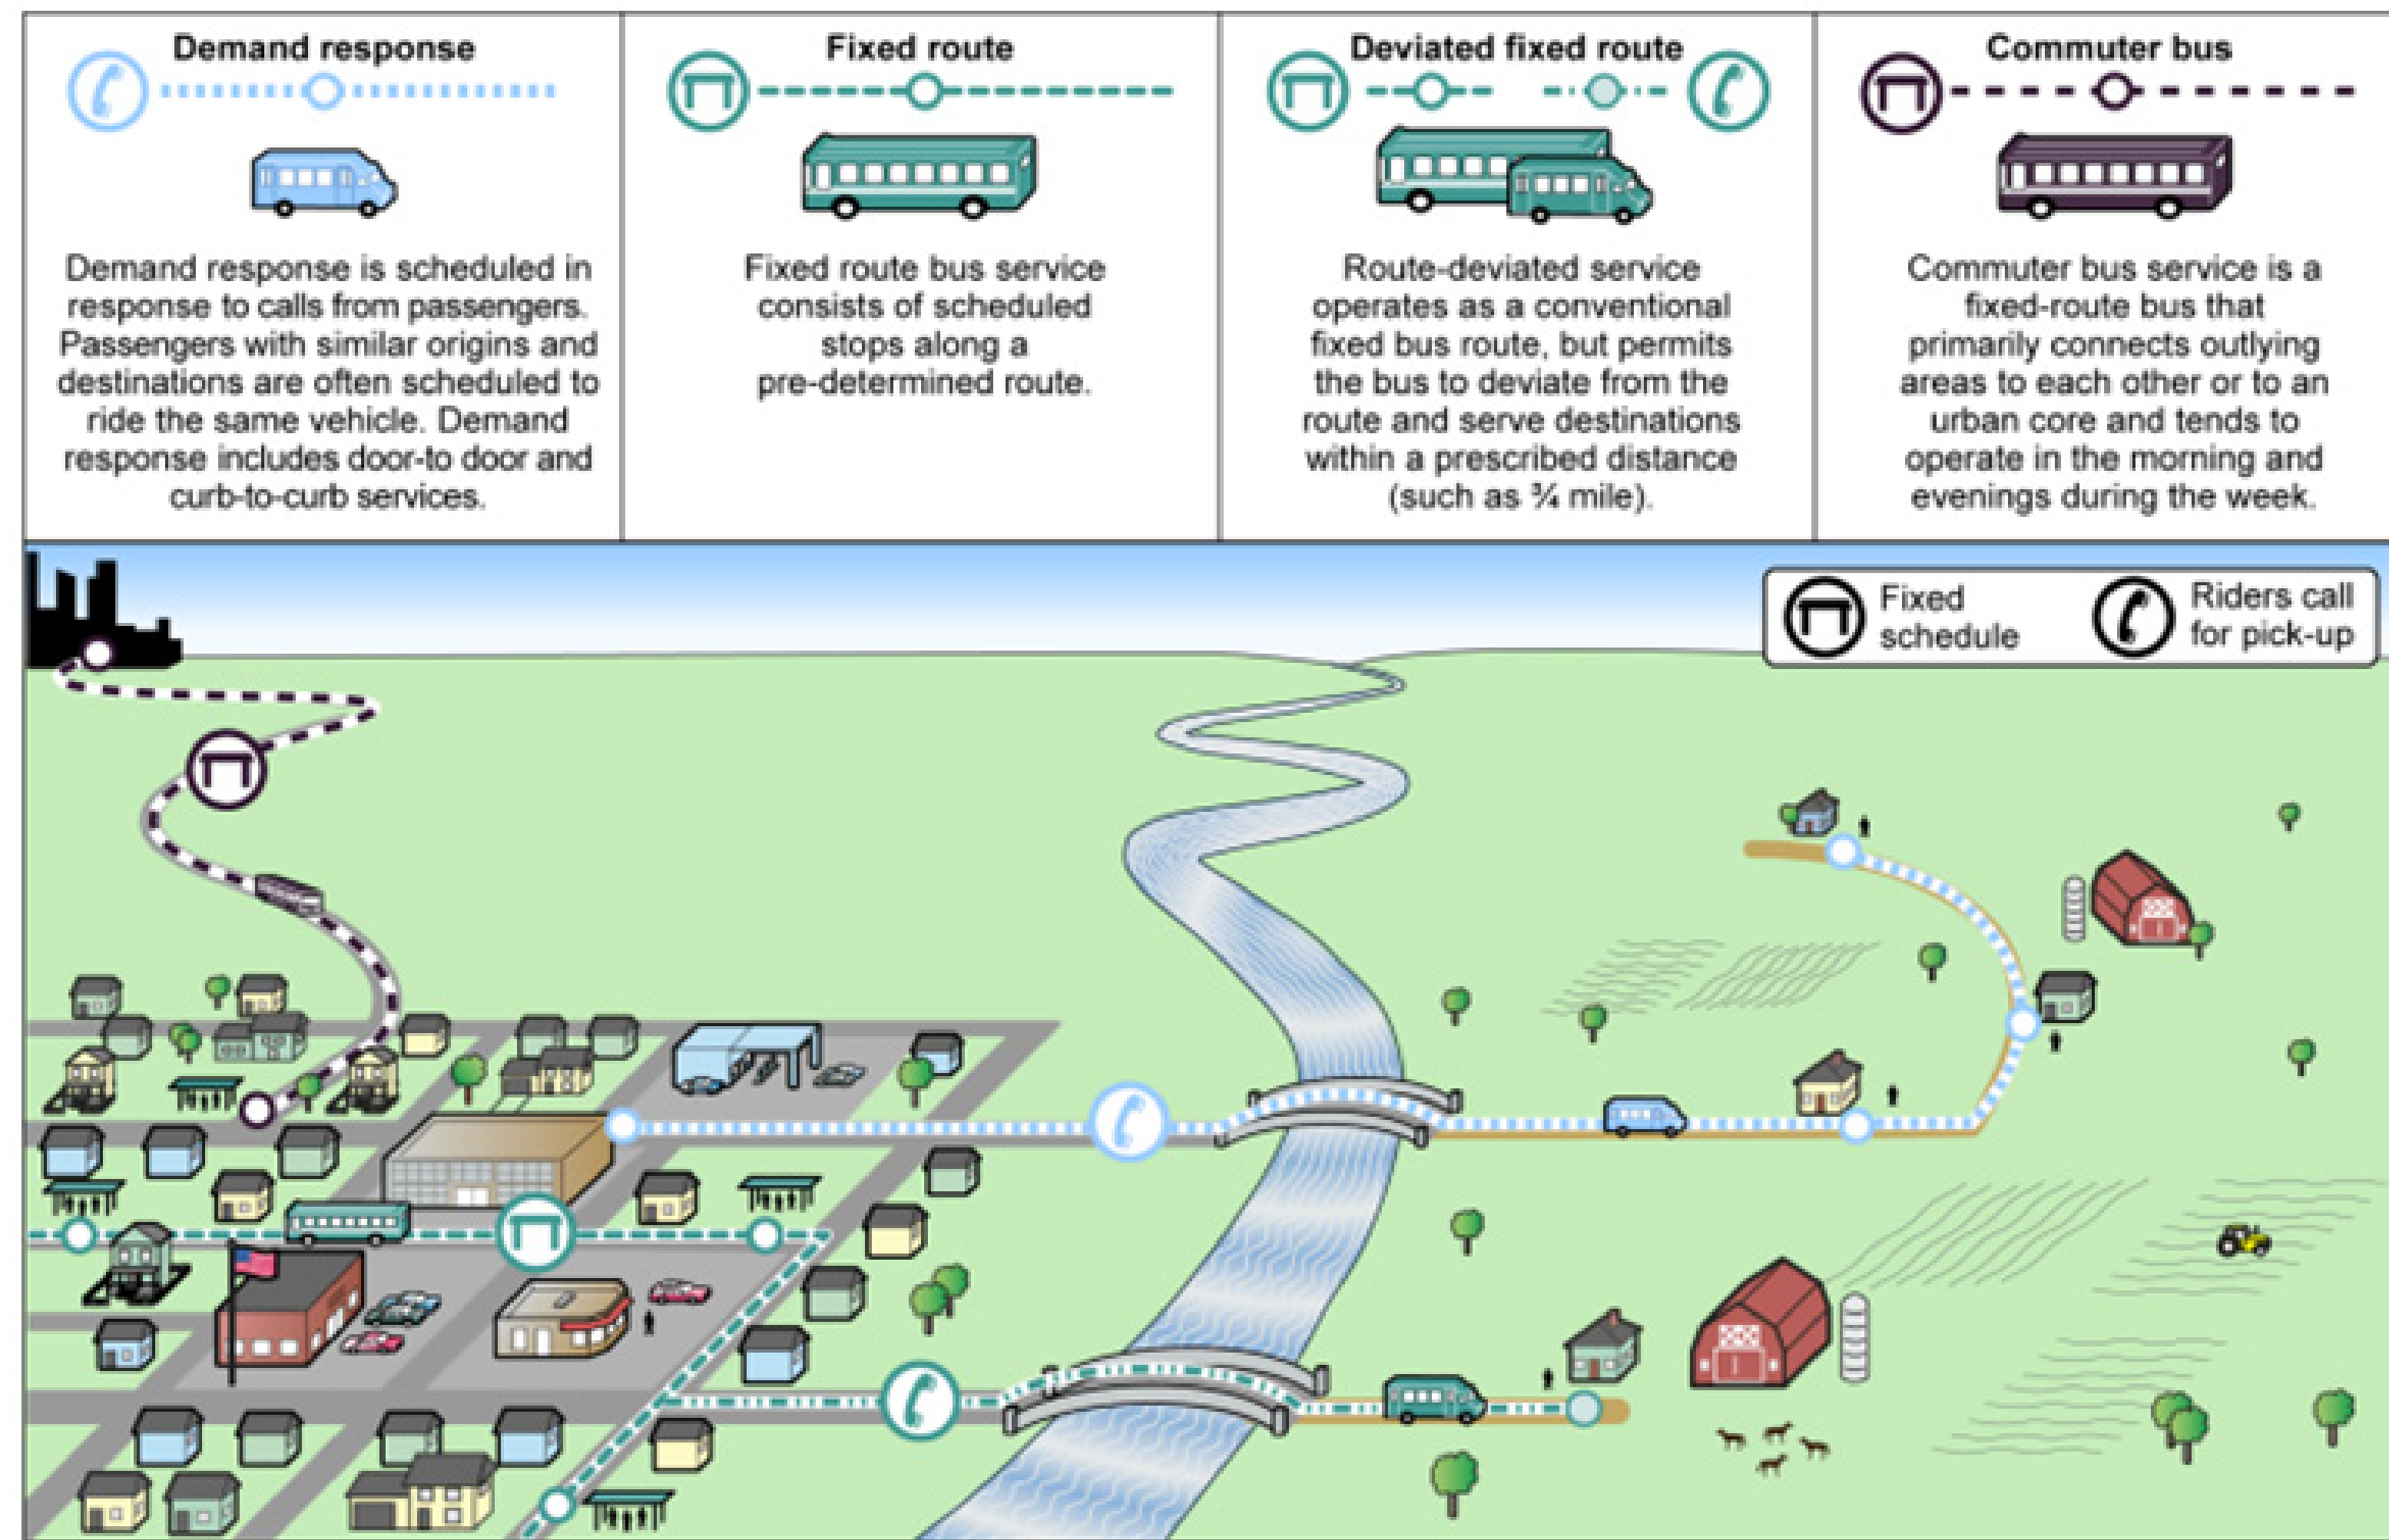 Demand response
Demand response is scheduled in
response to calls from passengers.
Passengers with similar origins and
destinations are often scheduled to
ride the same vehicle. Demand
response includes door-to door and
curb-to-curb services.
Fixed route
Fixed route bus service
consists of scheduled
stops along a
pre-determined route.
Deviated fixed route
Route-deviated service
operates as a conventional
fixed bus route, but permits
the bus to deviate from the
route and serve destinations
within a prescribed distance
(such as ¾ mile).
Commuter bus
Commuter bus service is a
fixed-route bus that
primarily connects outlying
areas to each other or to an
urban core and tends to
operate in the morning and
evenings during the week.
Fixed
schedule
Riders call
for pick-up